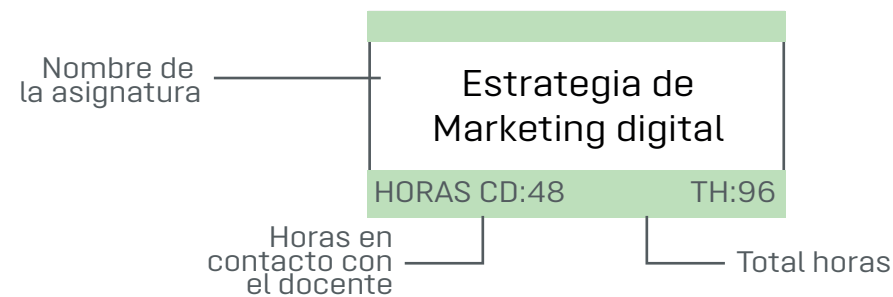 Nombre de
la asignatura
Estrategia de
Marketing digital
HORAS CD:48 TH:96
Horas en
contacto con
el docente
Total horas